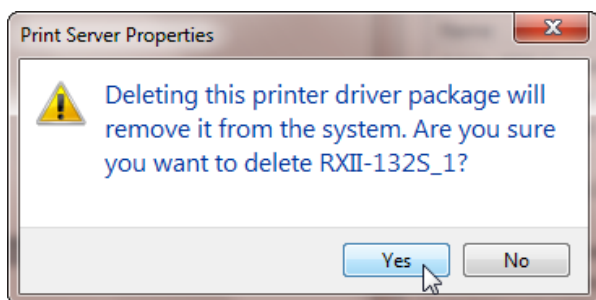 Print Server Properties
Deleting this printer driver package will
remove it from the system. Are you sure
you want to delete RXII-132S_1?
Yes
No